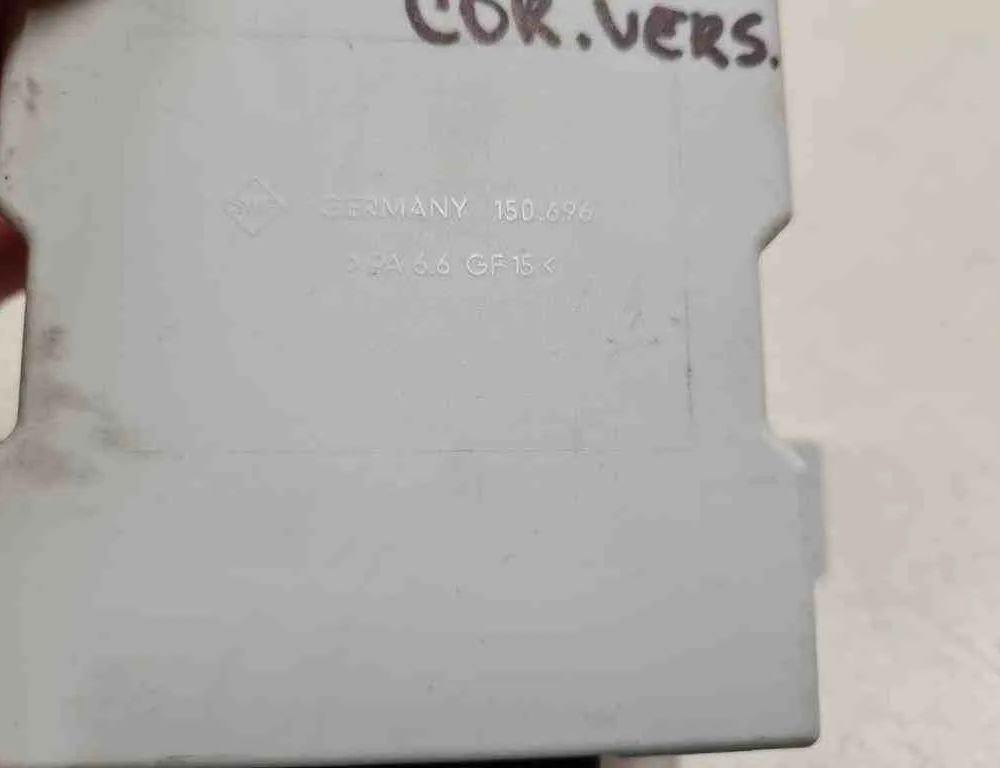 COR.VERS.
GERMANY 150.696
>PA 6.6 GF15<